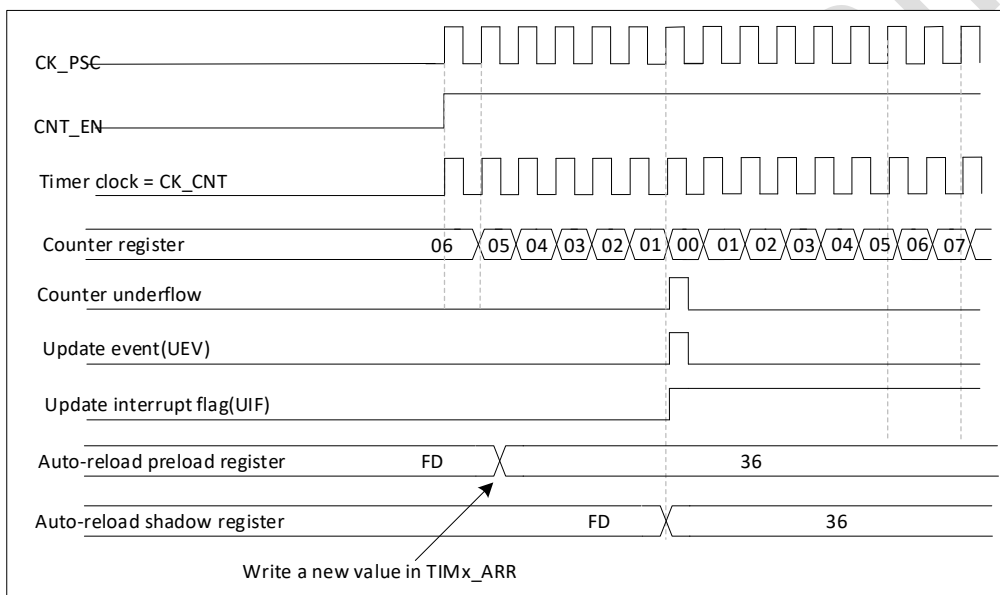 CK_PSC
CNT_EN
Timer clock = CK_CNT
Counter register 06 05 04 03 02 01 00 01 02 03 04 05 06 07
Counter underflow
Update event(UEV)
Update interrupt flag(UIF)
Auto-reload preload register FD 36
Auto-reload shadow register FD 36
Write a new value in TIMx_ARR